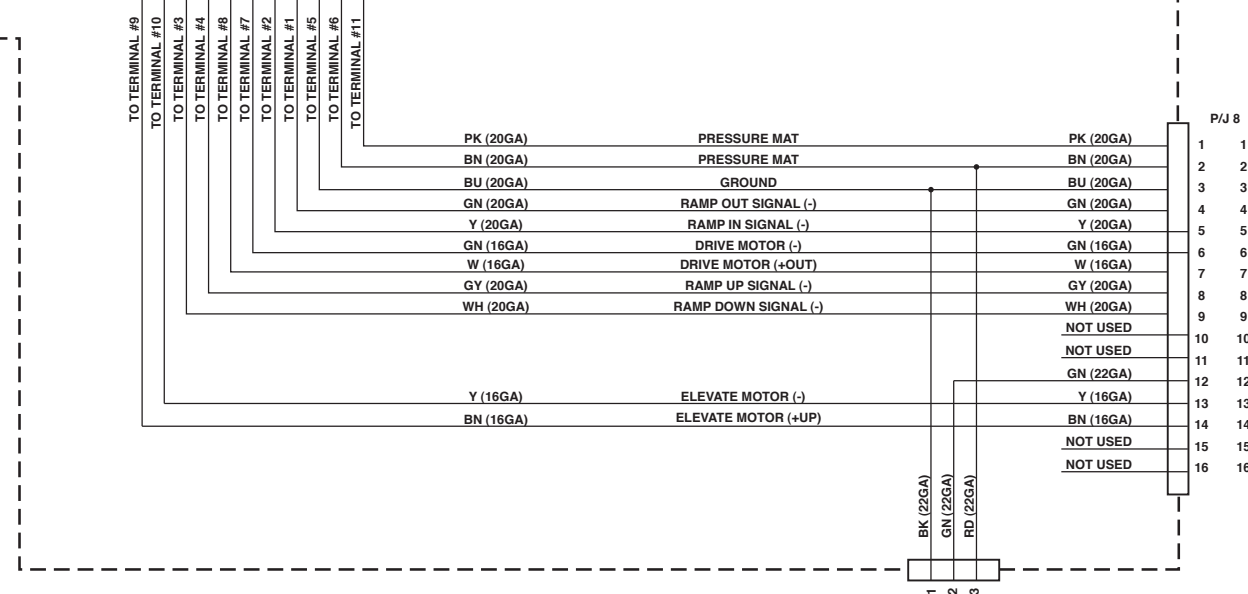 TO TERMINAL #9
TO TERMINAL #10
TO TERMINAL #3
TO TERMINAL #4
TO TERMINAL #8
TO TERMINAL #7
TO TERMINAL #2
TO TERMINAL #1
TO TERMINAL #5
TO TERMINAL #6
TO TERMINAL #11
P/J 8
PK (20GA) PRESSURE MAT PK (20GA) 1 1
BN (20GA) PRESSURE MAT BN (20GA) 2 2
BU (20GA) GROUND BU (20GA) 3 3
GN (20GA) RAMP OUT SIGNAL (-) GN (20GA) 4 4
Y (20GA) RAMP IN SIGNAL (-) Y (20GA) 5 5
GN (16GA) DRIVE MOTOR (-) GN (16GA) 6 6
W (16GA) DRIVE MOTOR (+OUT) W (16GA) 7 7
GY (20GA) RAMP UP SIGNAL (-) GY (20GA) 8 8
WH (20GA) RAMP DOWN SIGNAL (-) WH (20GA) 9 9
NOT USED 10 10
NOT USED 11 11
GN (22GA) 12 12
Y (16GA) ELEVATE MOTOR (-) Y (16GA) 13 13
BN (16GA) ELEVATE MOTOR (+UP) BN (16GA) 14 14
NOT USED 15 15
NOT USED 16 16
BK (22GA)
GN (22GA)
RD (22GA)
1
2
3